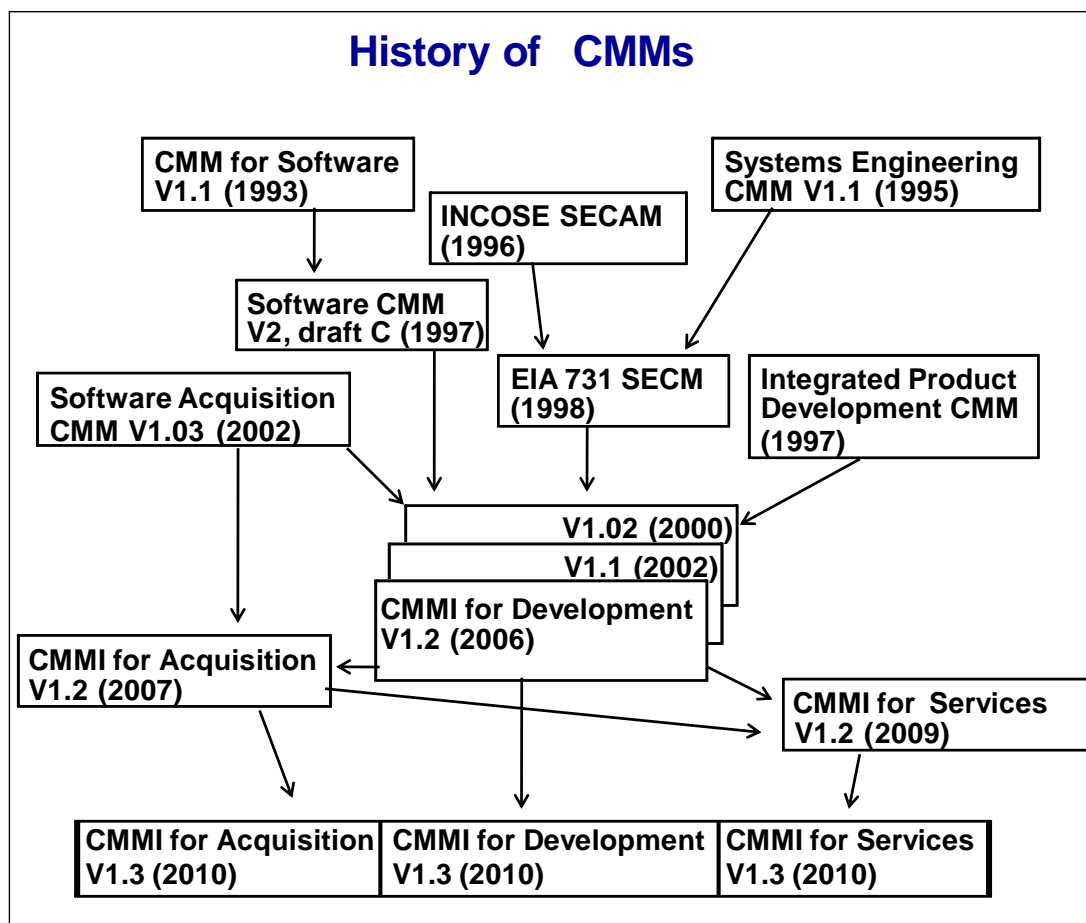 History of CMMs
CMM for Software
V1.1 (1993)
Systems Engineering
CMM V1.1 (1995)
INCOSE SECAM
(1996)
Software CMM
V2, draft C (1997)
EIA 731 SECM
(1998)
Integrated Product
Development CMM
(1997)
Software Acquisition
CMM V1.03 (2002)
V1.02 (2000)
V1.1 (2002)
CMMI for Development
V1.2 (2006)
CMMI for Acquisition
V1.2 (2007)
CMMI for Services
V1.2 (2009)
CMMI for Acquisition
V1.3 (2010)
CMMI for Development
V1.3 (2010)
CMMI for Services
V1.3 (2010)